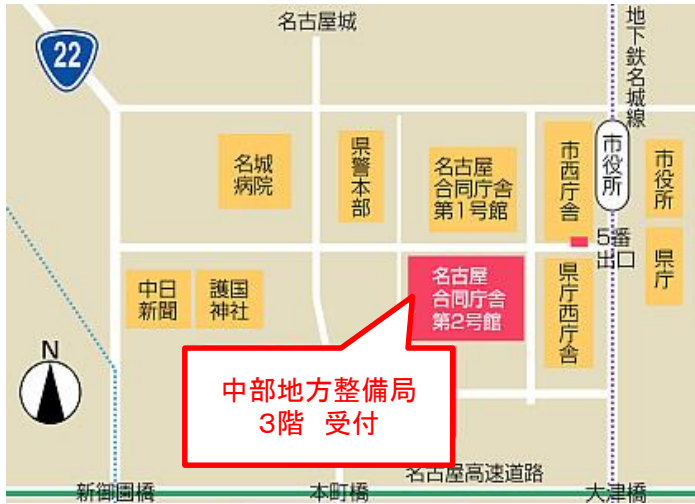 名古屋城
22
地下鉄名城線
名城
病院
県警本部
名古屋
合同庁舎
第1号館
市西庁舎
市役所
市役所
5番
出口
中日
新聞
護国
神社
名古屋
合同庁舎
第2号館
県庁西庁舎
県庁
N
中部地方整備局
3階 受付
名古屋高速道路
新御園橋
本町橋
大津橋